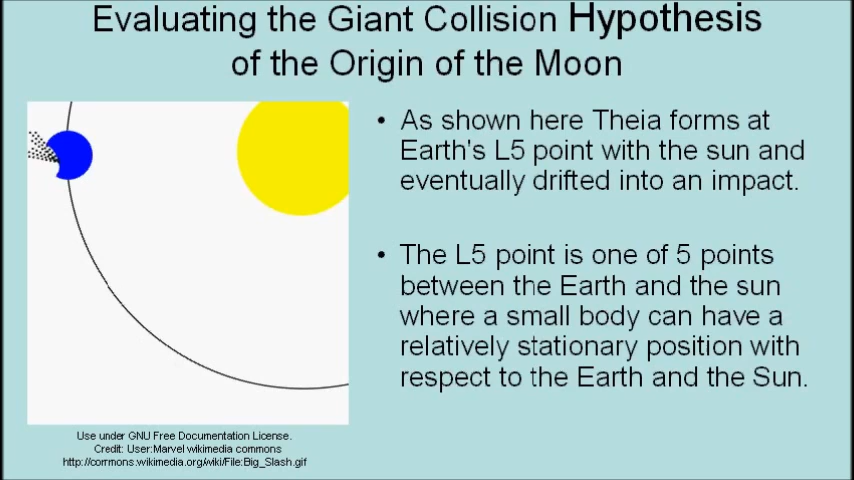 Evaluating the Giant Collision Hypothesis
of the Origin of the Moon
• As shown here Theia forms at
Earth's L5 point with the sun and
eventually drifted into an impact.
• The L5 point is one of 5 points
between the Earth and the sun
where a small body can have a
relatively stationary position with
respect to the Earth and the Sun.
Use under GNU Free Documentation License.
Credit: User:Marvel wikimedia commons
http://commons.wikimedia.org/wiki/File:Big_Slash.gif